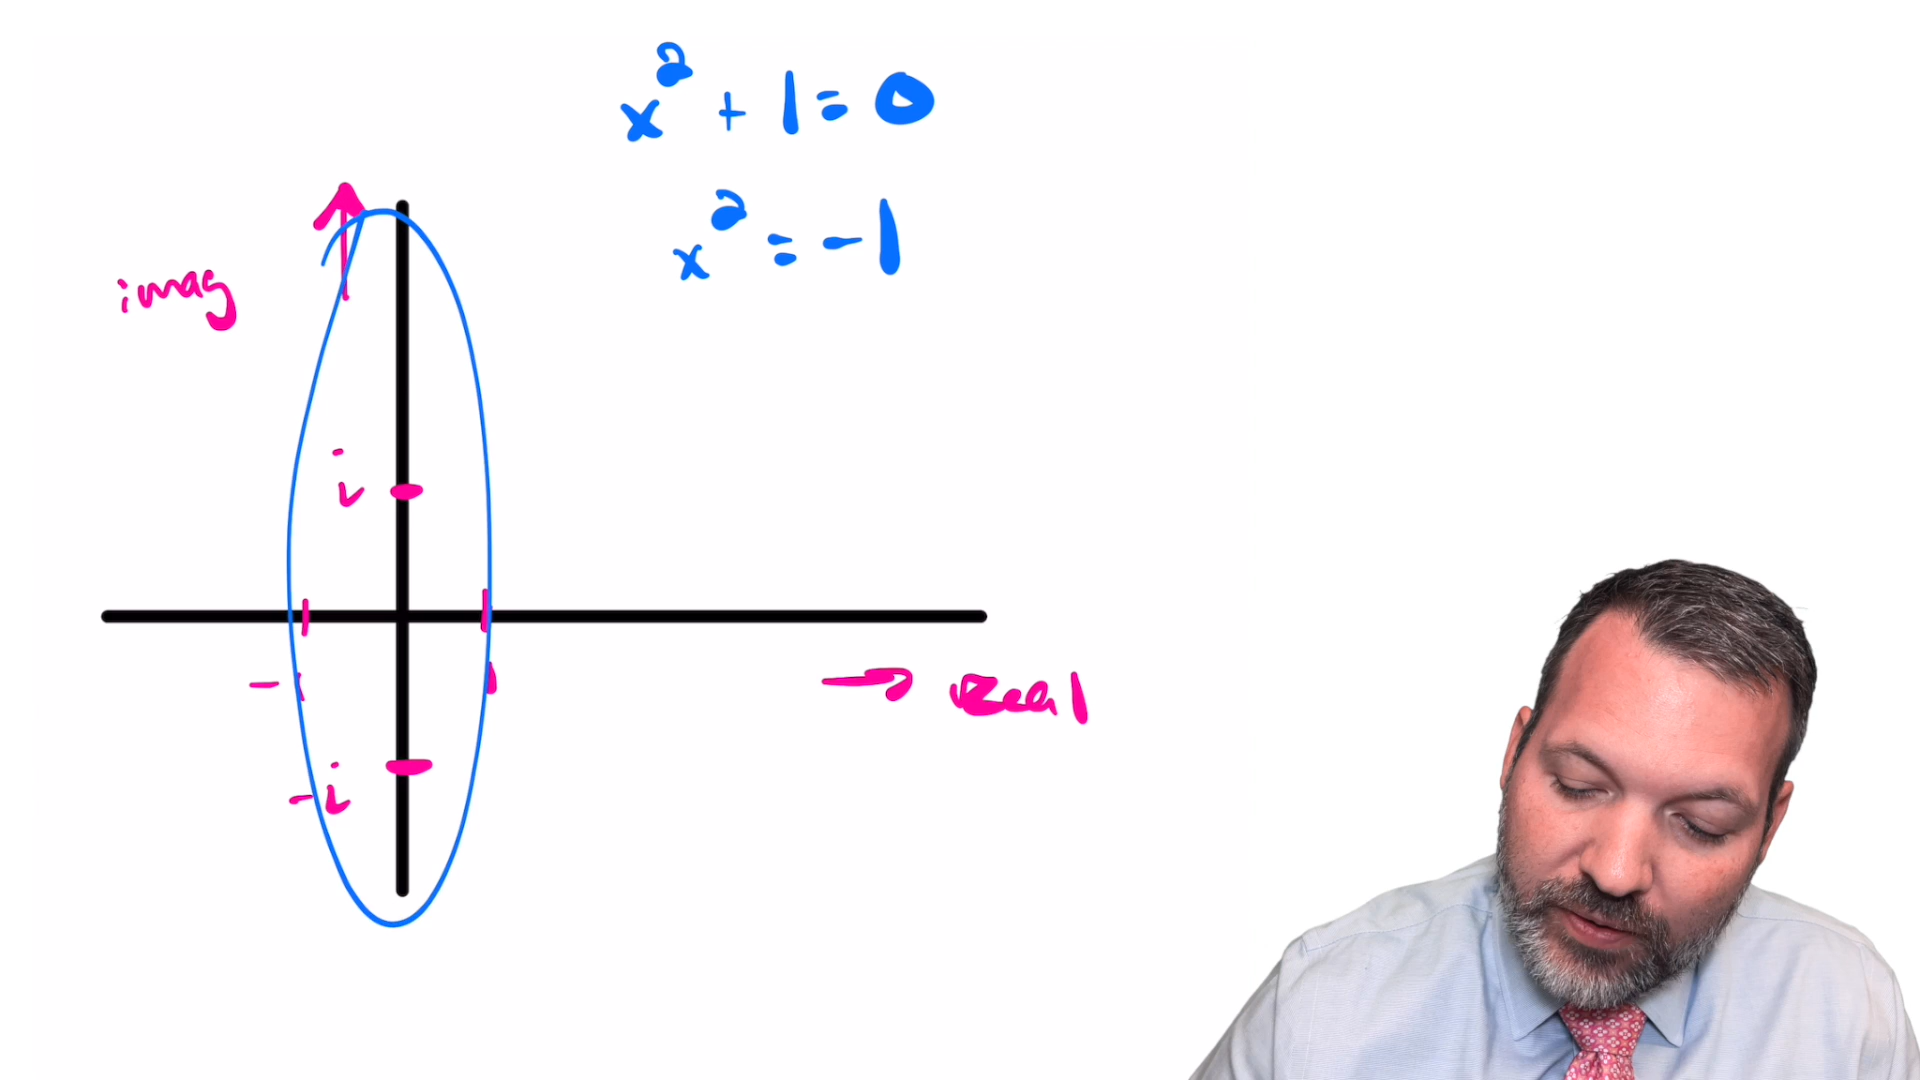 x² + 1 = 0
x² = -1
imag
i
-1 1
→ Real
-i